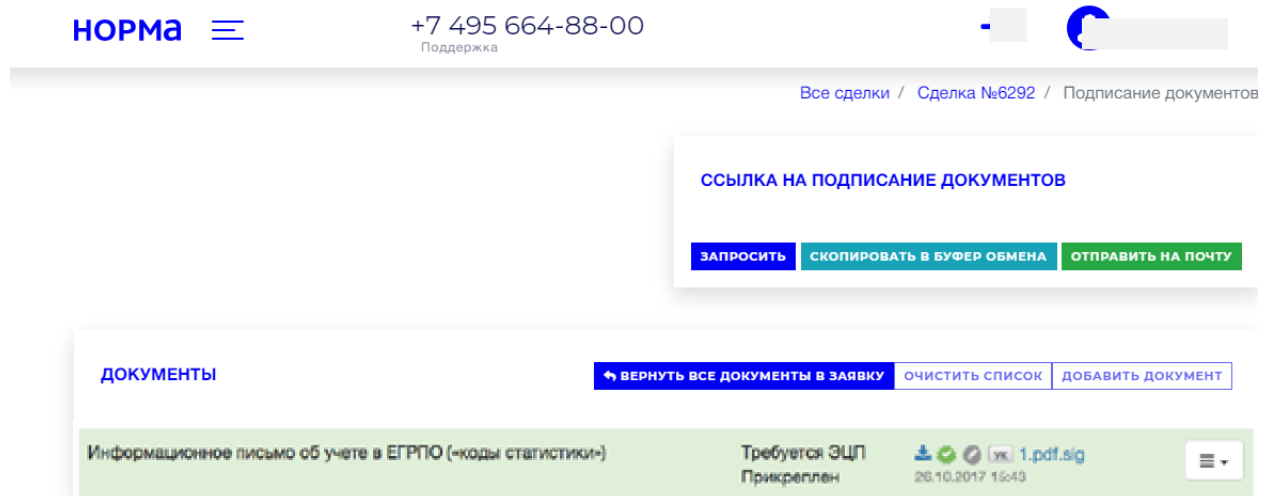 норма
+7 495 664-88-00
Поддержка
Все сделки / Сделка №6292 / Подписание документов
ССЫЛКА НА ПОДПИСАНИЕ ДОКУМЕНТОВ
ЗАПРОСИТЬ СКОПИРОВАТЬ В БУФЕР ОБМЕНА ОТПРАВИТЬ НА ПОЧТУ
ДОКУМЕНТЫ ВЕРНУТЬ ВСЕ ДОКУМЕНТЫ В ЗАЯВКУ ОЧИСТИТЬ СПИСОК ДОБАВИТЬ ДОКУМЕНТ
Информационное письмо об учете в ЕГРПО («коды статистики») Требуется ЭЦП УК 1.pdf.sig
Прикреплен 26.10.2017 15:43